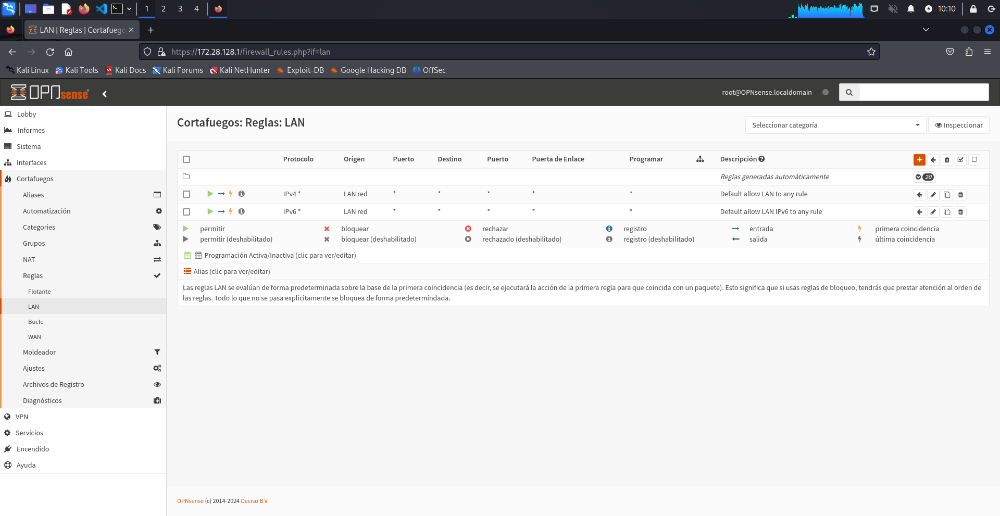 1 2 3 4 10:10
LAN | Reglas | Cortafuego
https://172.28.128.1/firewall_rules.php?if=lan
Kali Linux Kali Tools Kali Docs Kali Forums Kali NetHunter Exploit-DB Google Hacking DB OffSec
OPNsense root@OPNsense.localdomain
Lobby
Informes
Sistema
Interfaces
Cortafuegos
Aliases
Automatización
Categories
Grupos
NAT
Reglas
Flotante
LAN
Bucle
WAN
Moldeador
Ajustes
Archivos de Registro
Diagnósticos
VPN
Servicios
Encendido
Ayuda
Cortafuegos: Reglas: LAN
Seleccionar categoría Inspeccionar
Protocolo Orígen Puerto Destino Puerto Puerta de Enlace Programar Descripción
Reglas generadas automàticamente 20
IPv4 * LAN red * * * * * Default allow LAN to any rule
IPv6 * LAN red * * * * * Default allow LAN IPv6 to any rule
permitir bloquear rechazar registro entrada primera coincidencia
permitir (deshabilitado) bloquear (deshabilitado) rechazado (deshabilitado) registro (deshabilitado) salida última coincidencia
Programación Activa/Inactiva (clic para ver/editar)
Alias (clic para ver/editar)
Las reglas LAN se evalúan de forma predeterminada sobre la base de la primera coincidencia (es decir, se ejecutará la acción de la primera regla para que coincida con un paquete). Esto significa que si usas reglas de bloqueo, tendrás que prestar atención al orden de
las reglas. Todo lo que no se pasa explícitamente se bloquea de forma predetermindada.
OPNsense (c) 2014-2024 Deciso B.V.